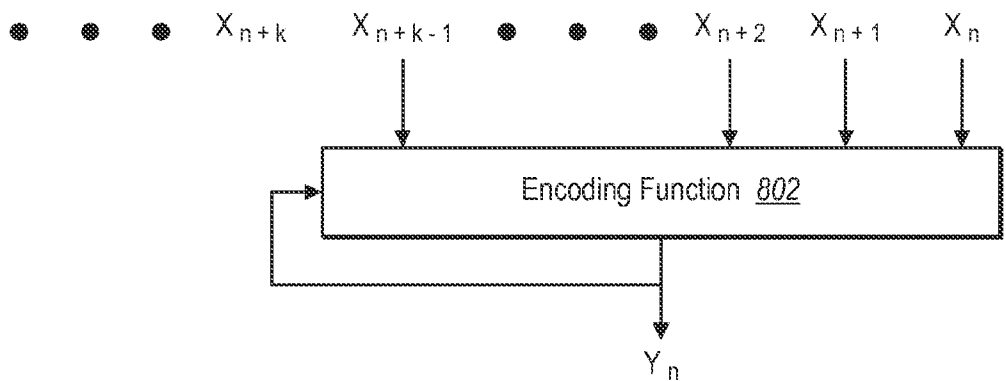 ● ● ● X n + k X n + k - 1 ● ● ● X n + 2 X n + 1 X n
Encoding Function 802
Y n